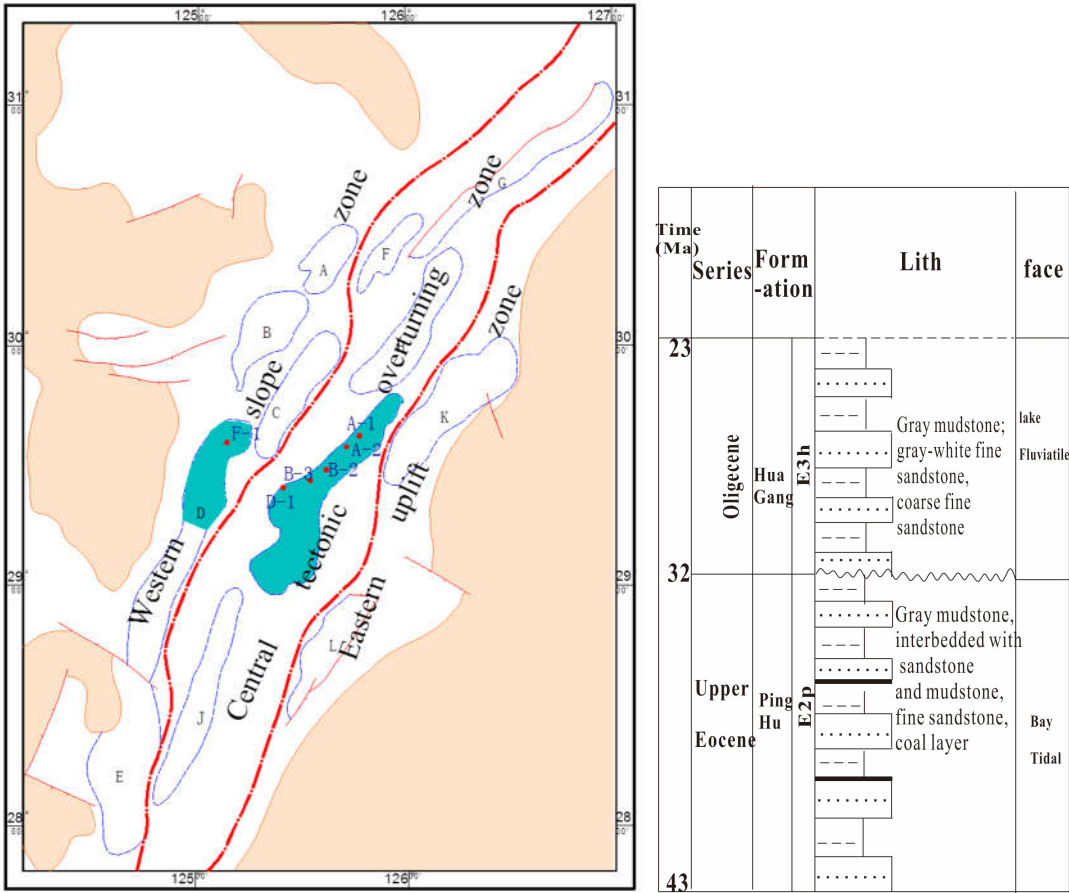 125°
00'
126°
00'
127°
00'
31°
00'
31°
00'
30°
00'
30°
00'
29°
00'
29°
00'
28°
00'
28°
00'
125°
00'
126°
00'
Western slope zone
Central tectonic overturning zone
Eastern uplift zone
A
B
C
D
E
F
G
J
K
L
F-1
A-1
A-2
B-2
B-3
D-1
Time
(Ma)
Series
Form
-ation
Lith
face
23
32
43
Oligecene
Hua
Gang
E3h
Gray mudstone;
gray-white fine
sandstone,
coarse fine
sandstone
lake
Fluviatile
Upper
Eocene
Ping
Hu
E2p
Gray mudstone,
interbedded with
sandstone
and mudstone,
fine sandstone,
coal layer
Bay
Tidal